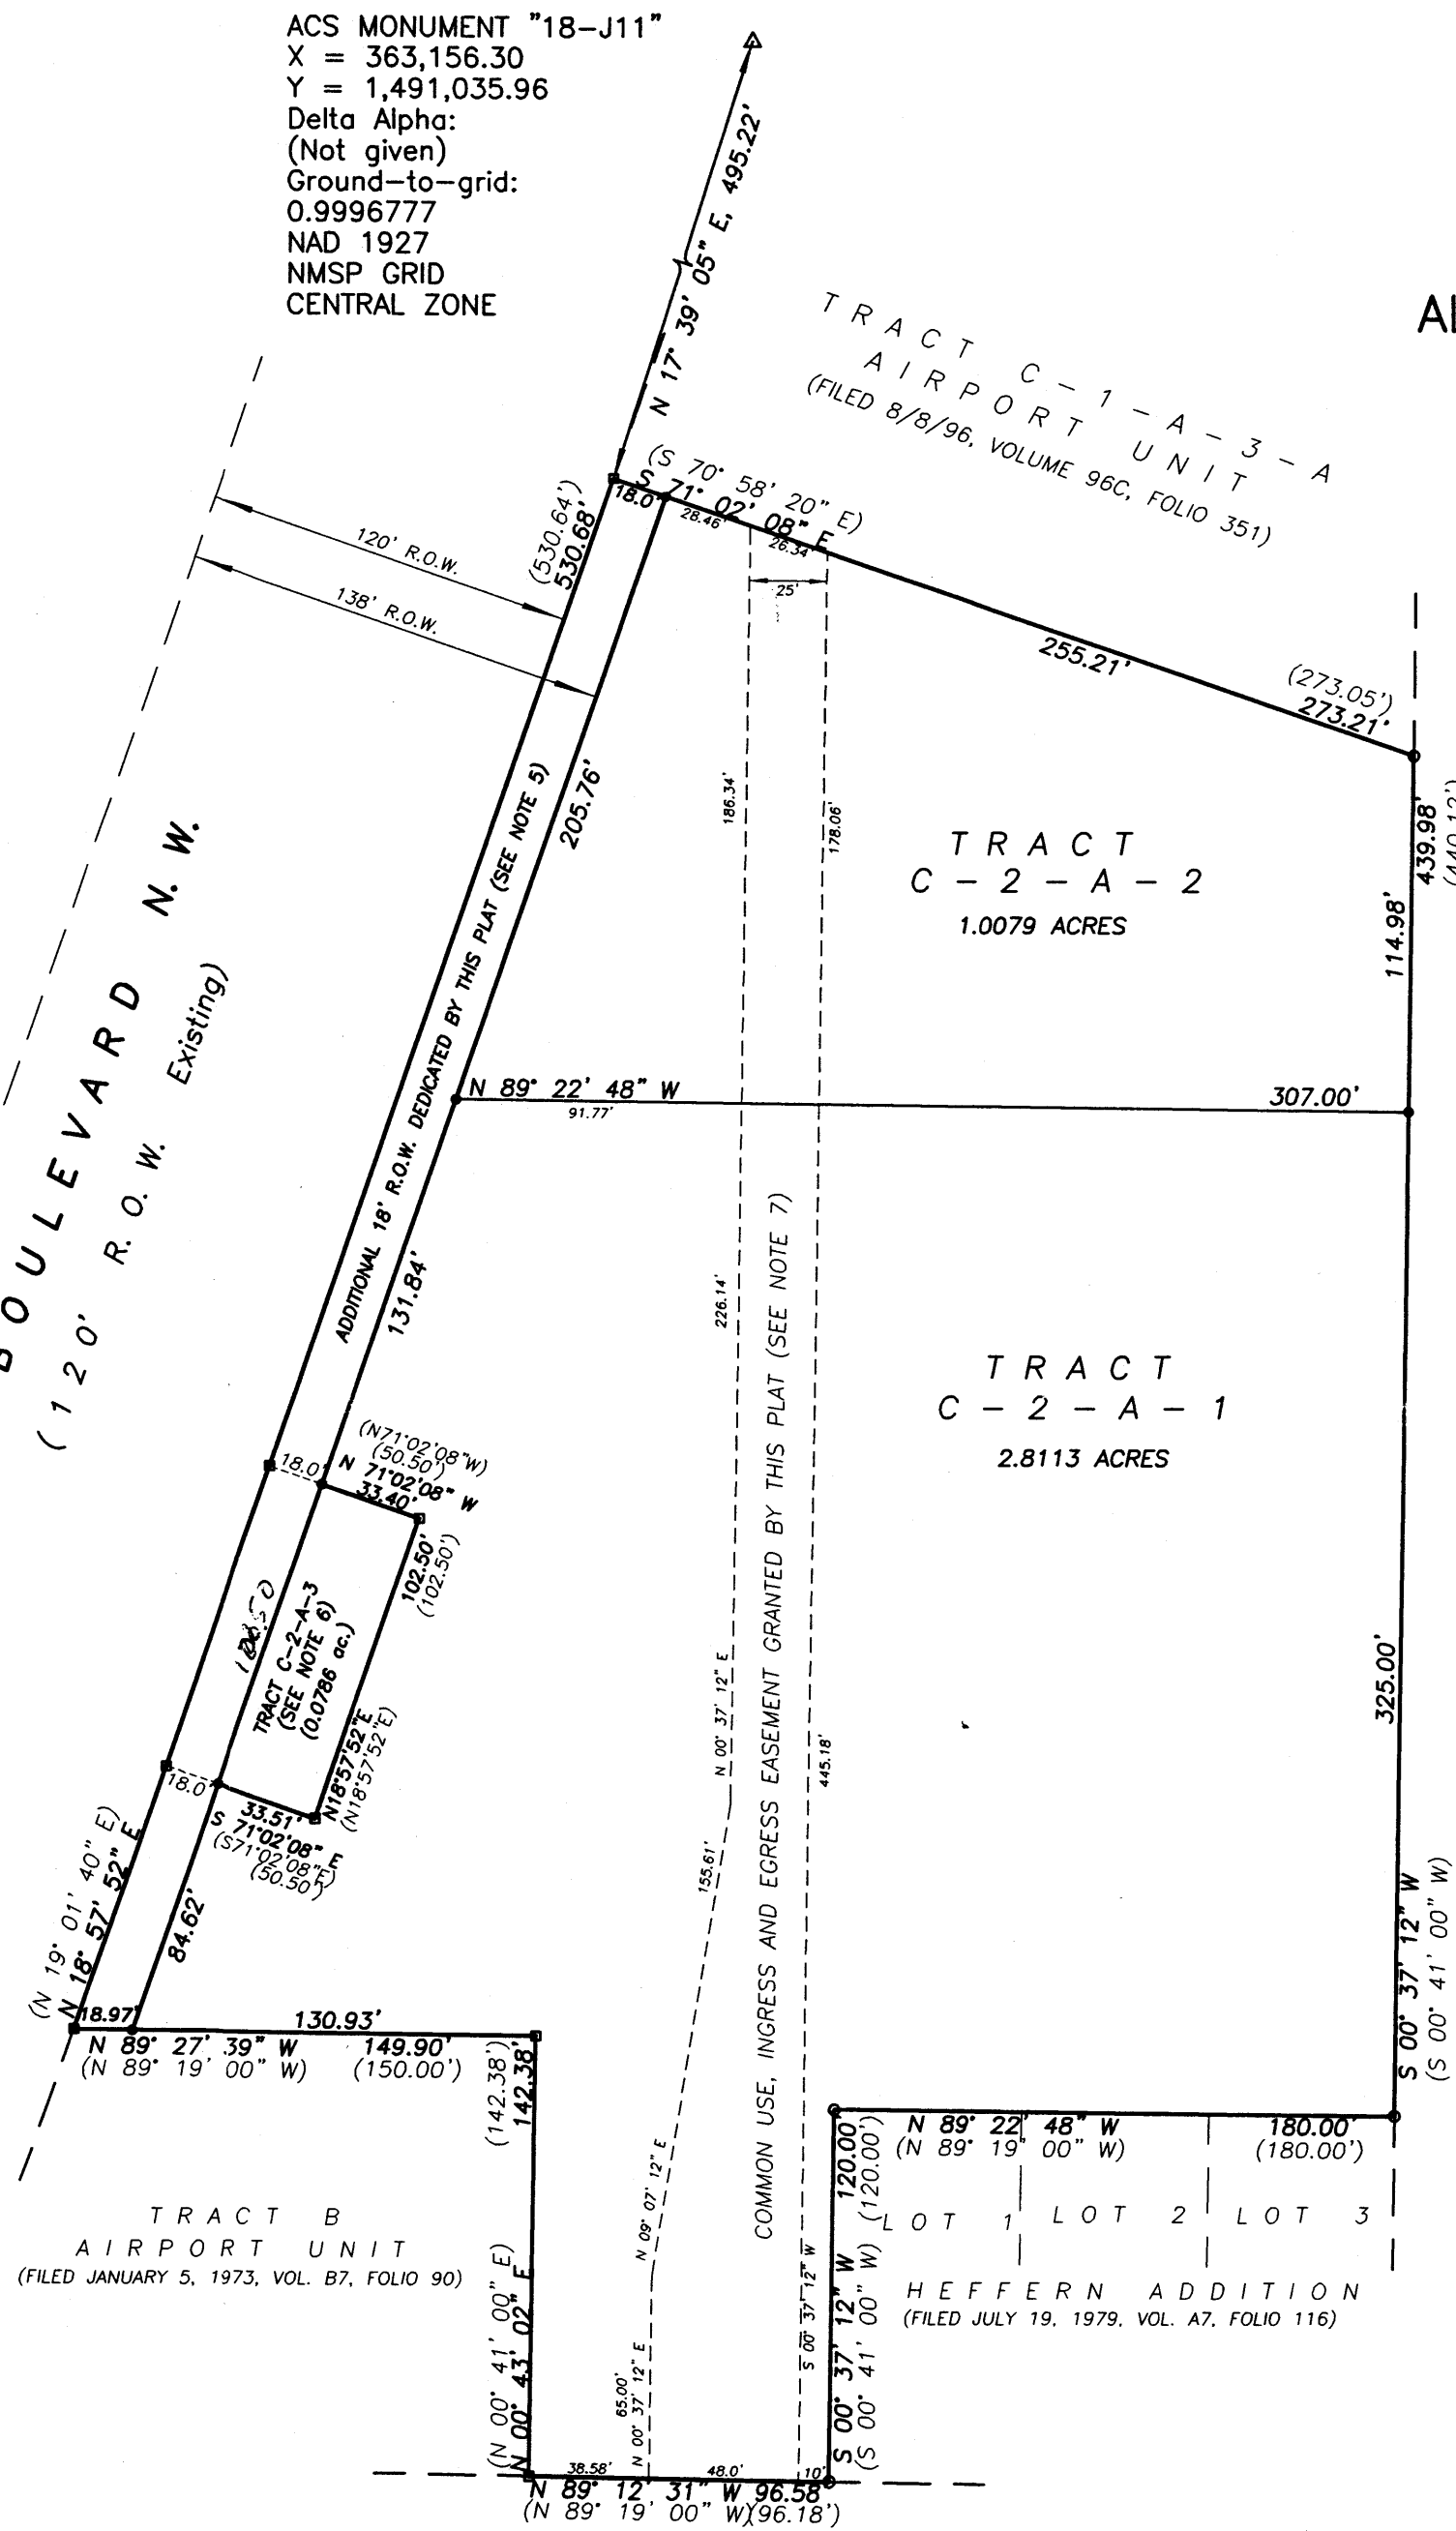 ACS MONUMENT "18-J11"
X = 363,156.30
Y = 1,491,035.96
Delta Alpha:
(Not given)
Ground-to-grid:
0.9996777
NAD 1927
NMSP GRID
CENTRAL ZONE
N 17° 39' 05" E, 495.22'
TRACT C-1-A-3-A
AIRPORT UNIT
(FILED 8/8/96, VOLUME 96C, FOLIO 351)
(S 70° 58' 20" E)
S 71° 02' 08" E
18.0'
28.46'
26.34'
25'
(530.64')
530.68'
120' R.O.W.
138' R.O.W.
255.21'
(273.05')
273.21'
439.98'
(440.12')
114.98'
205.76'
186.34'
178.06'
TRACT
C-2-A-2
1.0079 ACRES
BOULEVARD N.W.
(120' R.O.W. Existing)
ADDITIONAL 18' R.O.W. DEDICATED BY THIS PLAT (SEE NOTE 5)
N 89° 22' 48" W
307.00'
91.77'
131.84'
226.14'
COMMON USE, INGRESS AND EGRESS EASEMENT GRANTED BY THIS PLAT (SEE NOTE 7)
TRACT
C-2-A-1
2.8113 ACRES
(N71°02'08"W)
(50.50')
18.0'
N 71°02'08" W
33.40'
102.50'
(102.50')
TRACT C-2-A-3
(SEE NOTE 6)
(0.0786 ac.)
N18°57'52"E
(N18°57'52"E)
18.0'
33.51'
S 71°02'08" E
(S71°02'08"E)
(50.50')
N 00° 37' 12" E
445.18'
325.00'
155.61'
(N 19° 01' 40" E)
N 18° 57' 52" E
84.62'
S 00° 37' 12" W
(S 00° 41' 00" W)
18.97'
130.93'
N 89° 27' 39" W 149.90'
(N 89° 19' 00" W) (150.00')
(142.38')
142.38'
N 09° 07' 12" E
120.00'
(120.00')
N 89° 22' 48" W 180.00'
(N 89° 19' 00" W) (180.00')
LOT 1 LOT 2 LOT 3
HEFFERN ADDITION
(FILED JULY 19, 1979, VOL. A7, FOLIO 116)
TRACT B
AIRPORT UNIT
(FILED JANUARY 5, 1973, VOL. B7, FOLIO 90)
(N 00° 41' 00" E)
N 00° 43' 02" E
65.00'
N 00° 37' 12" E
S 00° 37' 12" W
S 00° 37' 12" W
(S 00° 41' 00" W)
38.58'
48.0'
10'
N 89° 12' 31" W 96.58'
(N 89° 19' 00" W)(96.18')